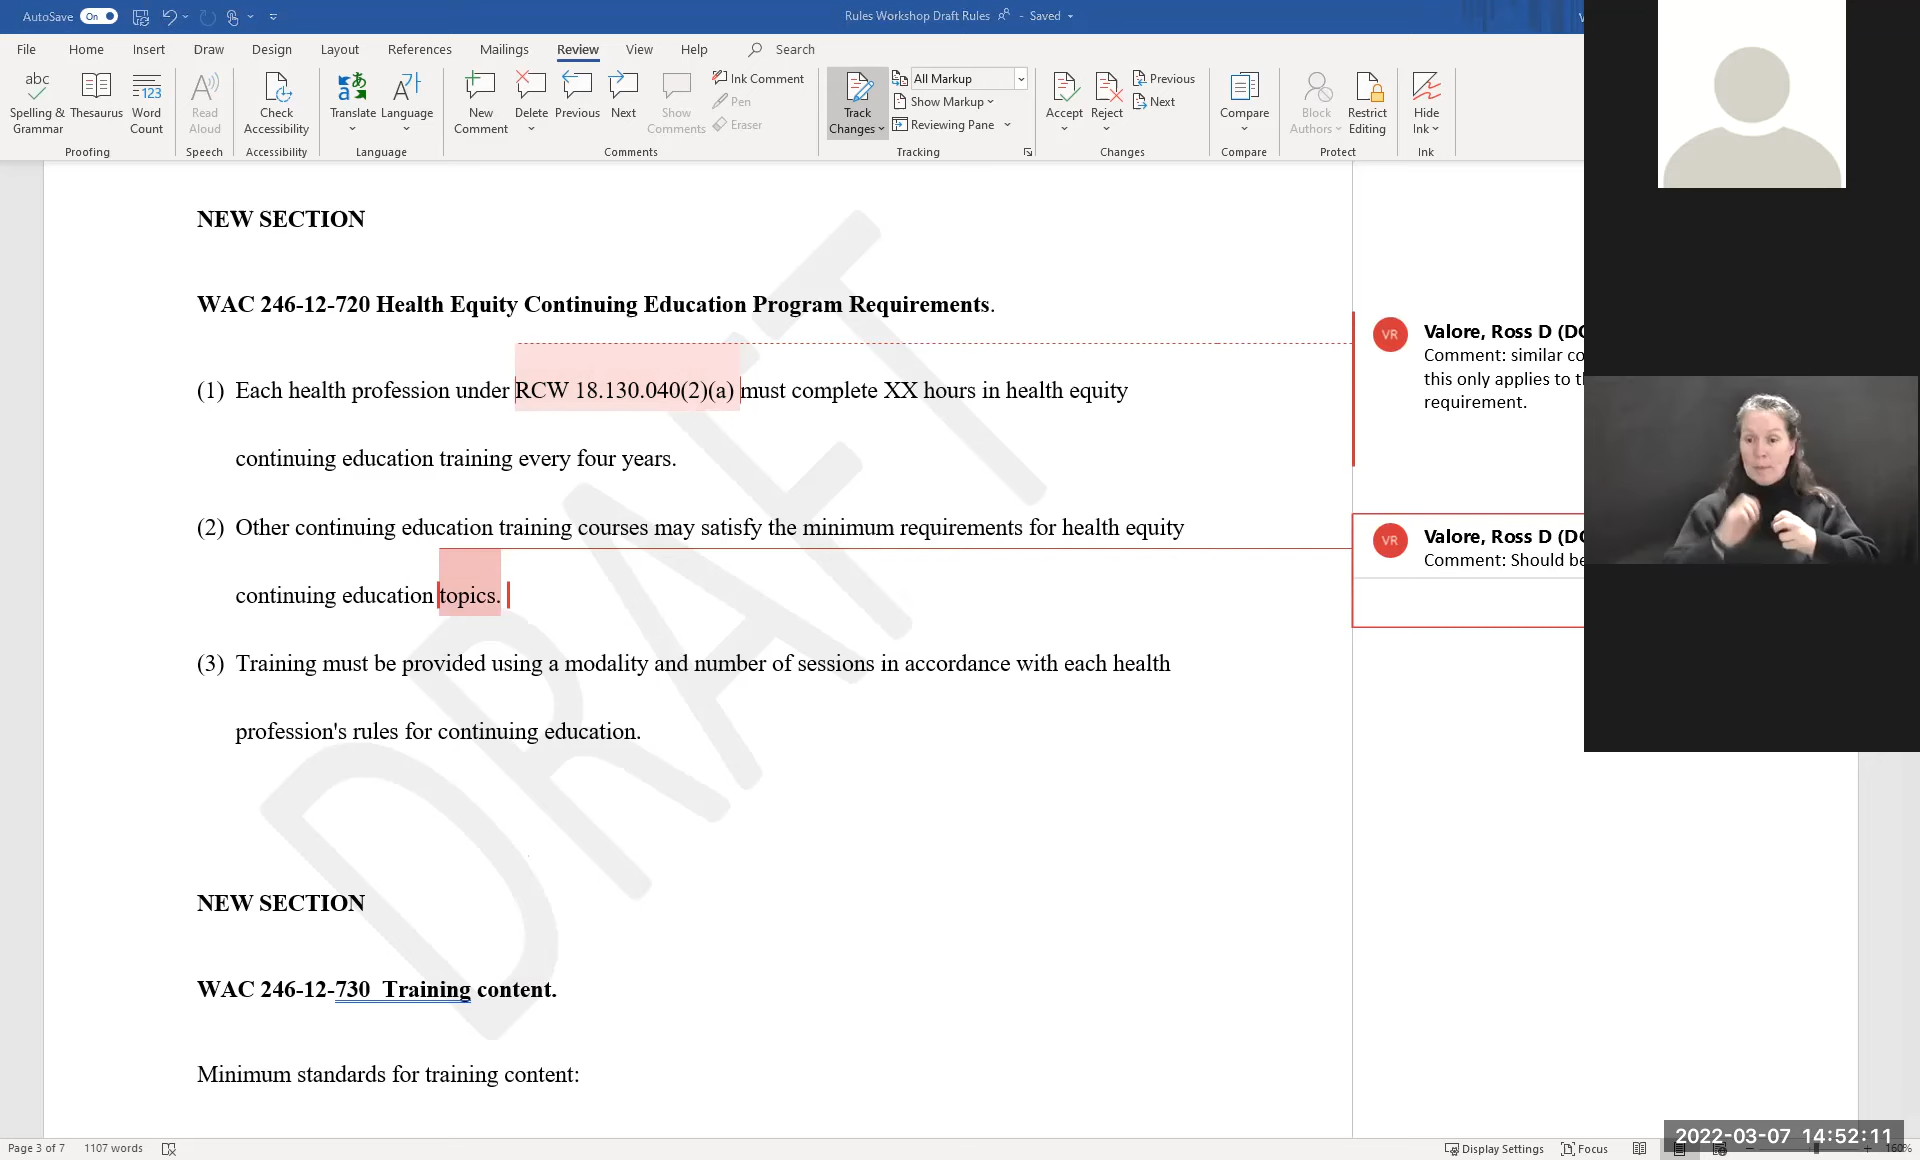 AutoSave On Rules Workshop Draft Rules - Saved
File Home Insert Draw Design Layout References Mailings Review View Help Search
abc
Spelling & Grammar
Thesaurus
123
Word Count
Proofing
Read Aloud
Speech
Check Accessibility
Accessibility
Translate
Language
Language
New Comment
Delete
Previous
Next
Show Comments
Ink Comment
Pen
Eraser
Comments
Track Changes
All Markup
Show Markup
Reviewing Pane
Tracking
Accept
Reject
Previous
Next
Changes
Compare
Compare
Block Authors
Restrict Editing
Protect
Hide Ink
Ink
NEW SECTION
WAC 246-12-720 Health Equity Continuing Education Program Requirements.
(1) Each health profession under RCW 18.130.040(2)(a) must complete XX hours in health equity
continuing education training every four years.
(2) Other continuing education training courses may satisfy the minimum requirements for health equity
continuing education topics.
(3) Training must be provided using a modality and number of sessions in accordance with each health
profession's rules for continuing education.
NEW SECTION
WAC 246-12-730 Training content.
Minimum standards for training content:
DRAFT
VR
Valore, Ross D (DO
Comment: similar co
this only applies to t
requirement.
VR
Valore, Ross D (DO
Comment: Should be
Page 3 of 7 1107 words
Display Settings Focus
2022-03-07 14:52:11
160%